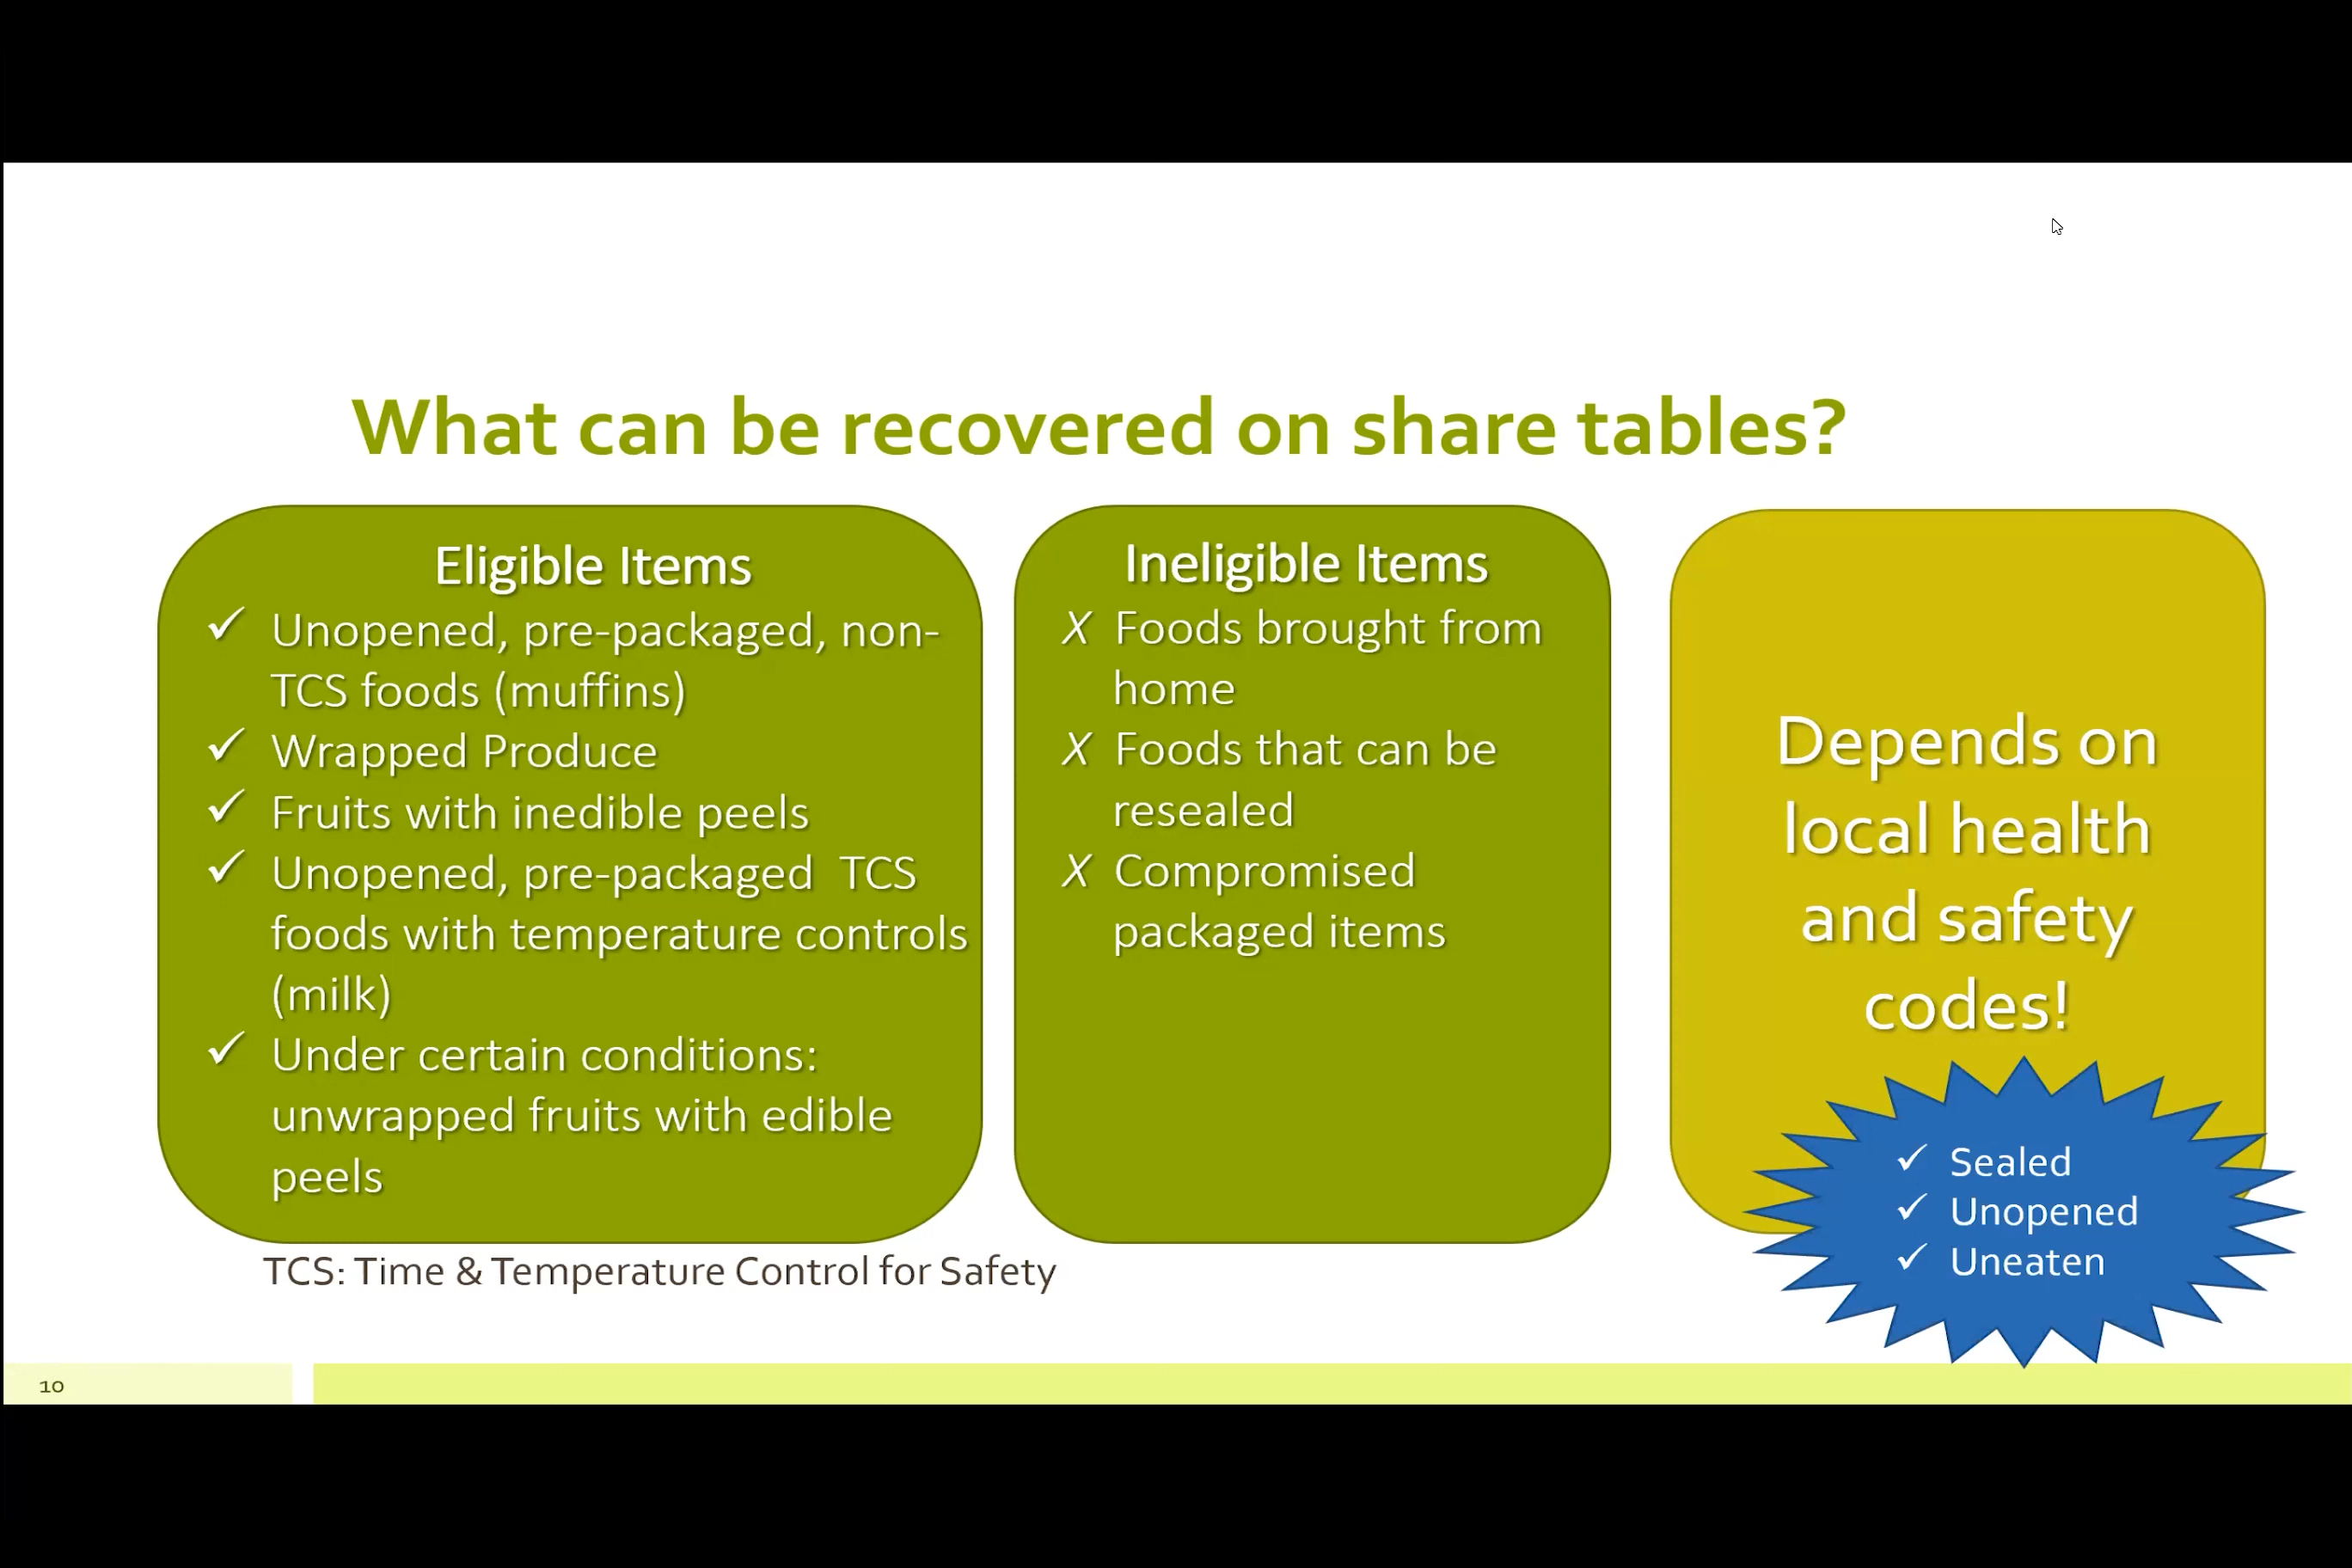 What can be recovered on share tables?
Eligible Items
✓ Unopened, pre-packaged, non-
TCS foods (muffins)
✓ Wrapped Produce
✓ Fruits with inedible peels
✓ Unopened, pre-packaged  TCS
foods with temperature controls
(milk)
✓ Under certain conditions:
unwrapped fruits with edible
peels
Ineligible Items
X Foods brought from
home
X Foods that can be
resealed
X Compromised
packaged items
Depends on
local health
and safety
codes!
✓ Sealed
✓ Unopened
✓ Uneaten
TCS: Time & Temperature Control for Safety
10